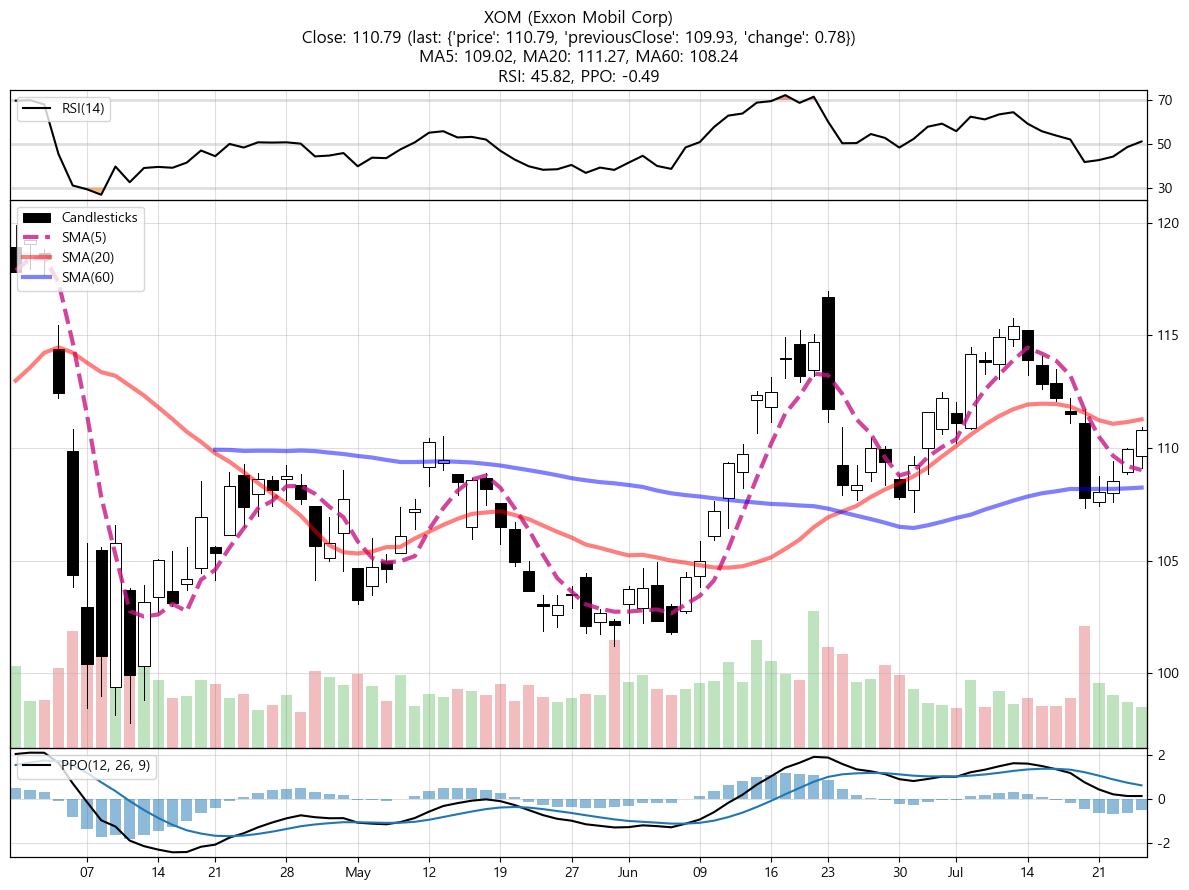 XOM (Exxon Mobil Corp)
Close: 110.79 (last: {'price': 110.79, 'previousClose': 109.93, 'change': 0.78})
MA5: 109.02, MA20: 111.27, MA60: 108.24
RSI: 45.82, PPO: -0.49
RSI(14)
70
50
30
Candlesticks
SMA(5)
SMA(20)
SMA(60)
120
115
110
105
100
PPO(12, 26, 9)
2
0
-2
07 14 21 28 May 12 19 27 Jun 09 16 23 30 Jul 14 21